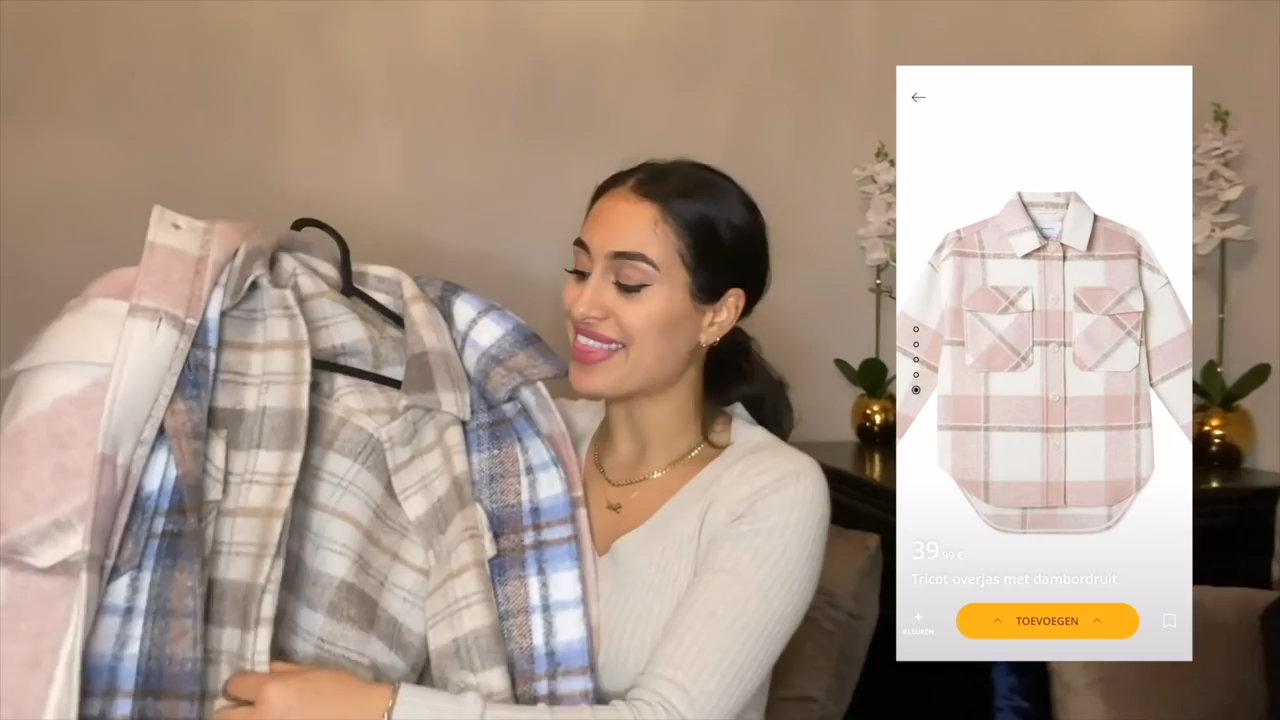 39,99 €
Tricot overjas met dambordruit
+
KLEUREN
TOEVOEGEN